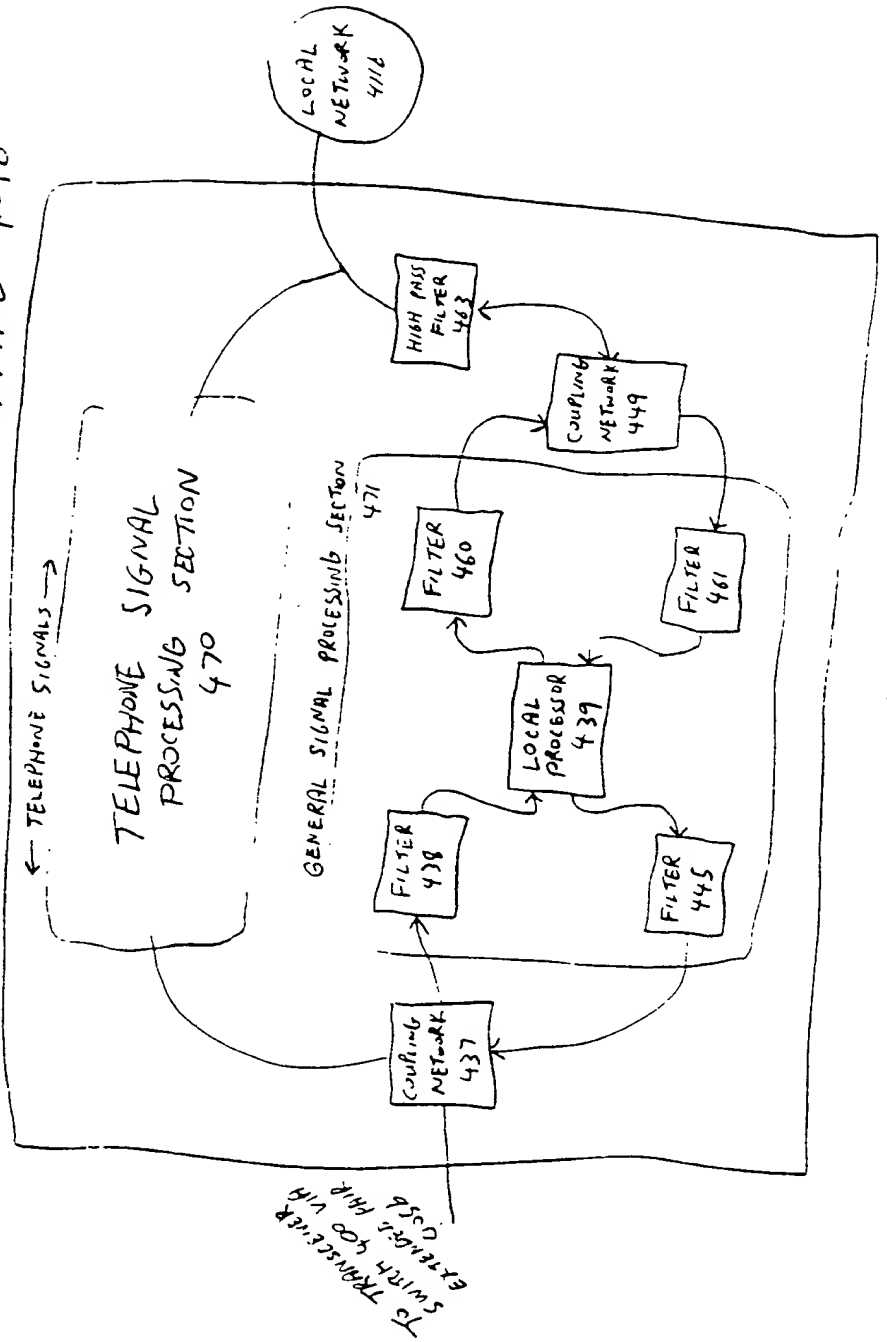 ← TELEPHONE SIGNALS →
TELEPHONE SIGNAL
PROCESSING SECTION
470
LOCAL
NETWORK
GENERAL SIGNAL PROCESSING SECTION
471
COUPLING
NETWORK
437
FILTER
438
FILTER
445
LOCAL
PROCESSOR
439
FILTER
460
FILTER
461
COUPLING
NETWORK
449
HIGH PASS
FILTER
463
TO TRANSCEIVER
SWITCH 400 VIA
EXTENDED PAIR